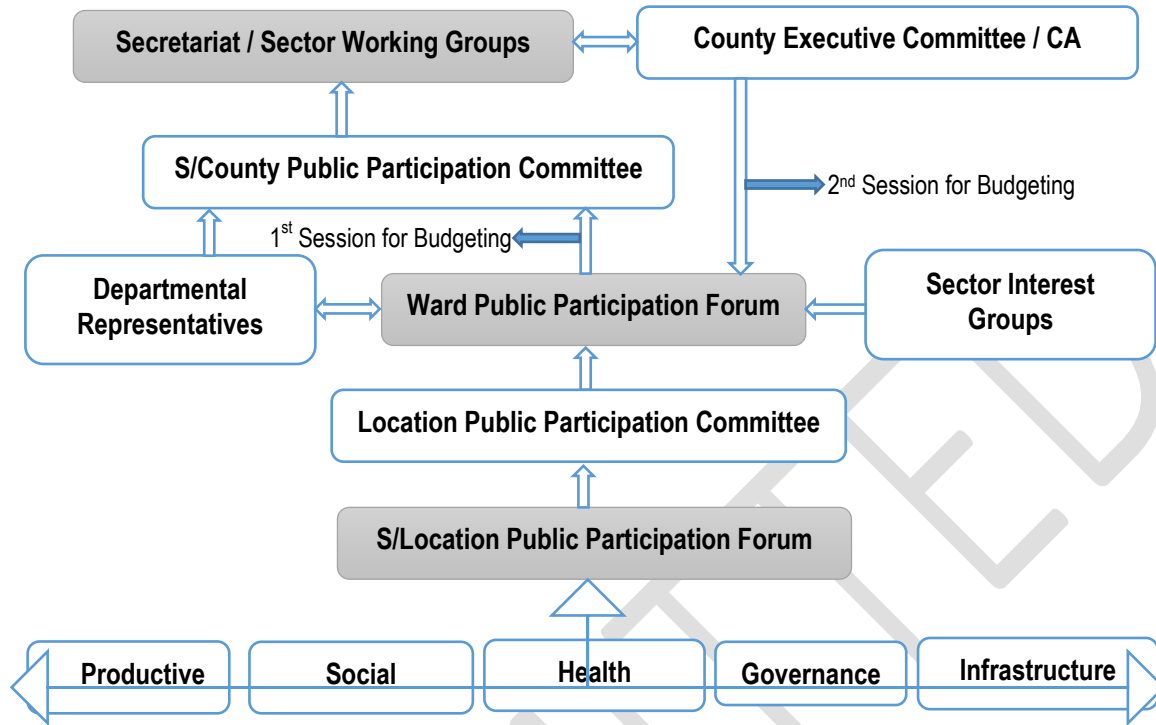 Secretariat / Sector Working Groups
County Executive Committee / CA
S/County Public Participation Committee
2nd Session for Budgeting
1st Session for Budgeting
Departmental
Representatives
Ward Public Participation Forum
Sector Interest
Groups
Location Public Participation Committee
S/Location Public Participation Forum
Productive
Social
Health
Governance
Infrastructure